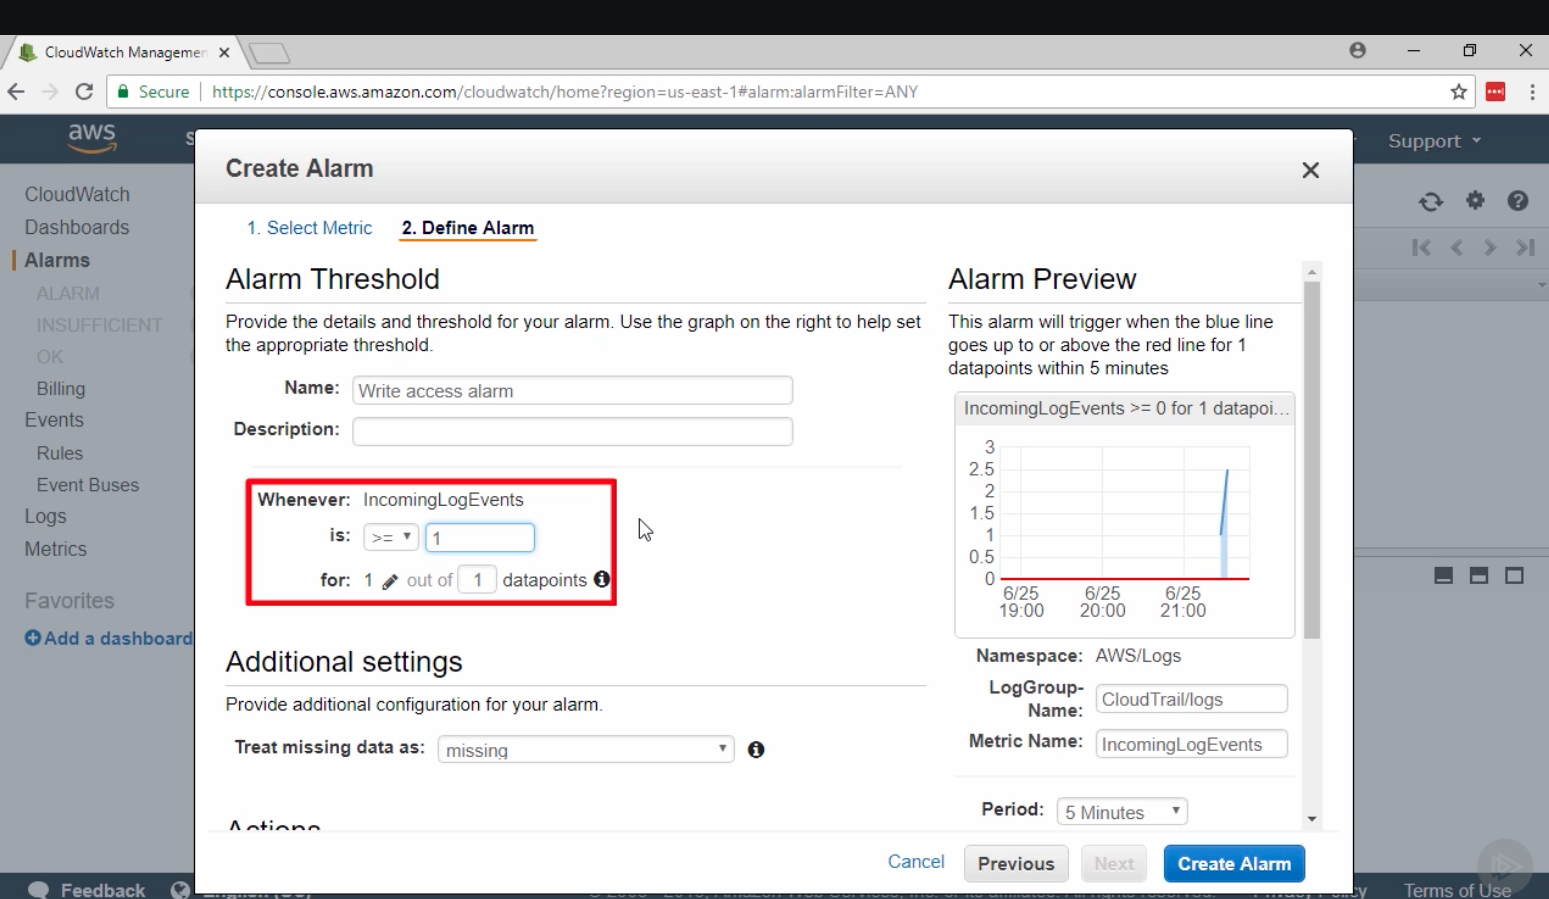 CloudWatch Managemen
Secure
https://console.aws.amazon.com/cloudwatch/home?region=us-east-1#alarm:alarmFilter=ANY
aws
Support
CloudWatch
Dashboards
Alarms
ALARM
INSUFFICIENT
OK
Billing
Events
Rules
Event Buses
Logs
Metrics
Favorites
Add a dashboard
Create Alarm
1. Select Metric
2. Define Alarm
Alarm Threshold
Provide the details and threshold for your alarm. Use the graph on the right to help set
the appropriate threshold.
Name: Write access alarm
Description:
Whenever: IncomingLogEvents
is: >= 1
for: 1 out of 1 datapoints
Additional settings
Provide additional configuration for your alarm.
Treat missing data as: missing
Actions
Alarm Preview
This alarm will trigger when the blue line
goes up to or above the red line for 1
datapoints within 5 minutes
IncomingLogEvents >= 0 for 1 datapoi...
3
2.5
2
1.5
1
0.5
0
6/25 6/25 6/25
19:00 20:00 21:00
Namespace: AWS/Logs
LogGroup-
Name: CloudTrail/logs
Metric Name: IncomingLogEvents
Period: 5 Minutes
Cancel
Previous
Next
Create Alarm
Feedback
English (US)
Terms of Use